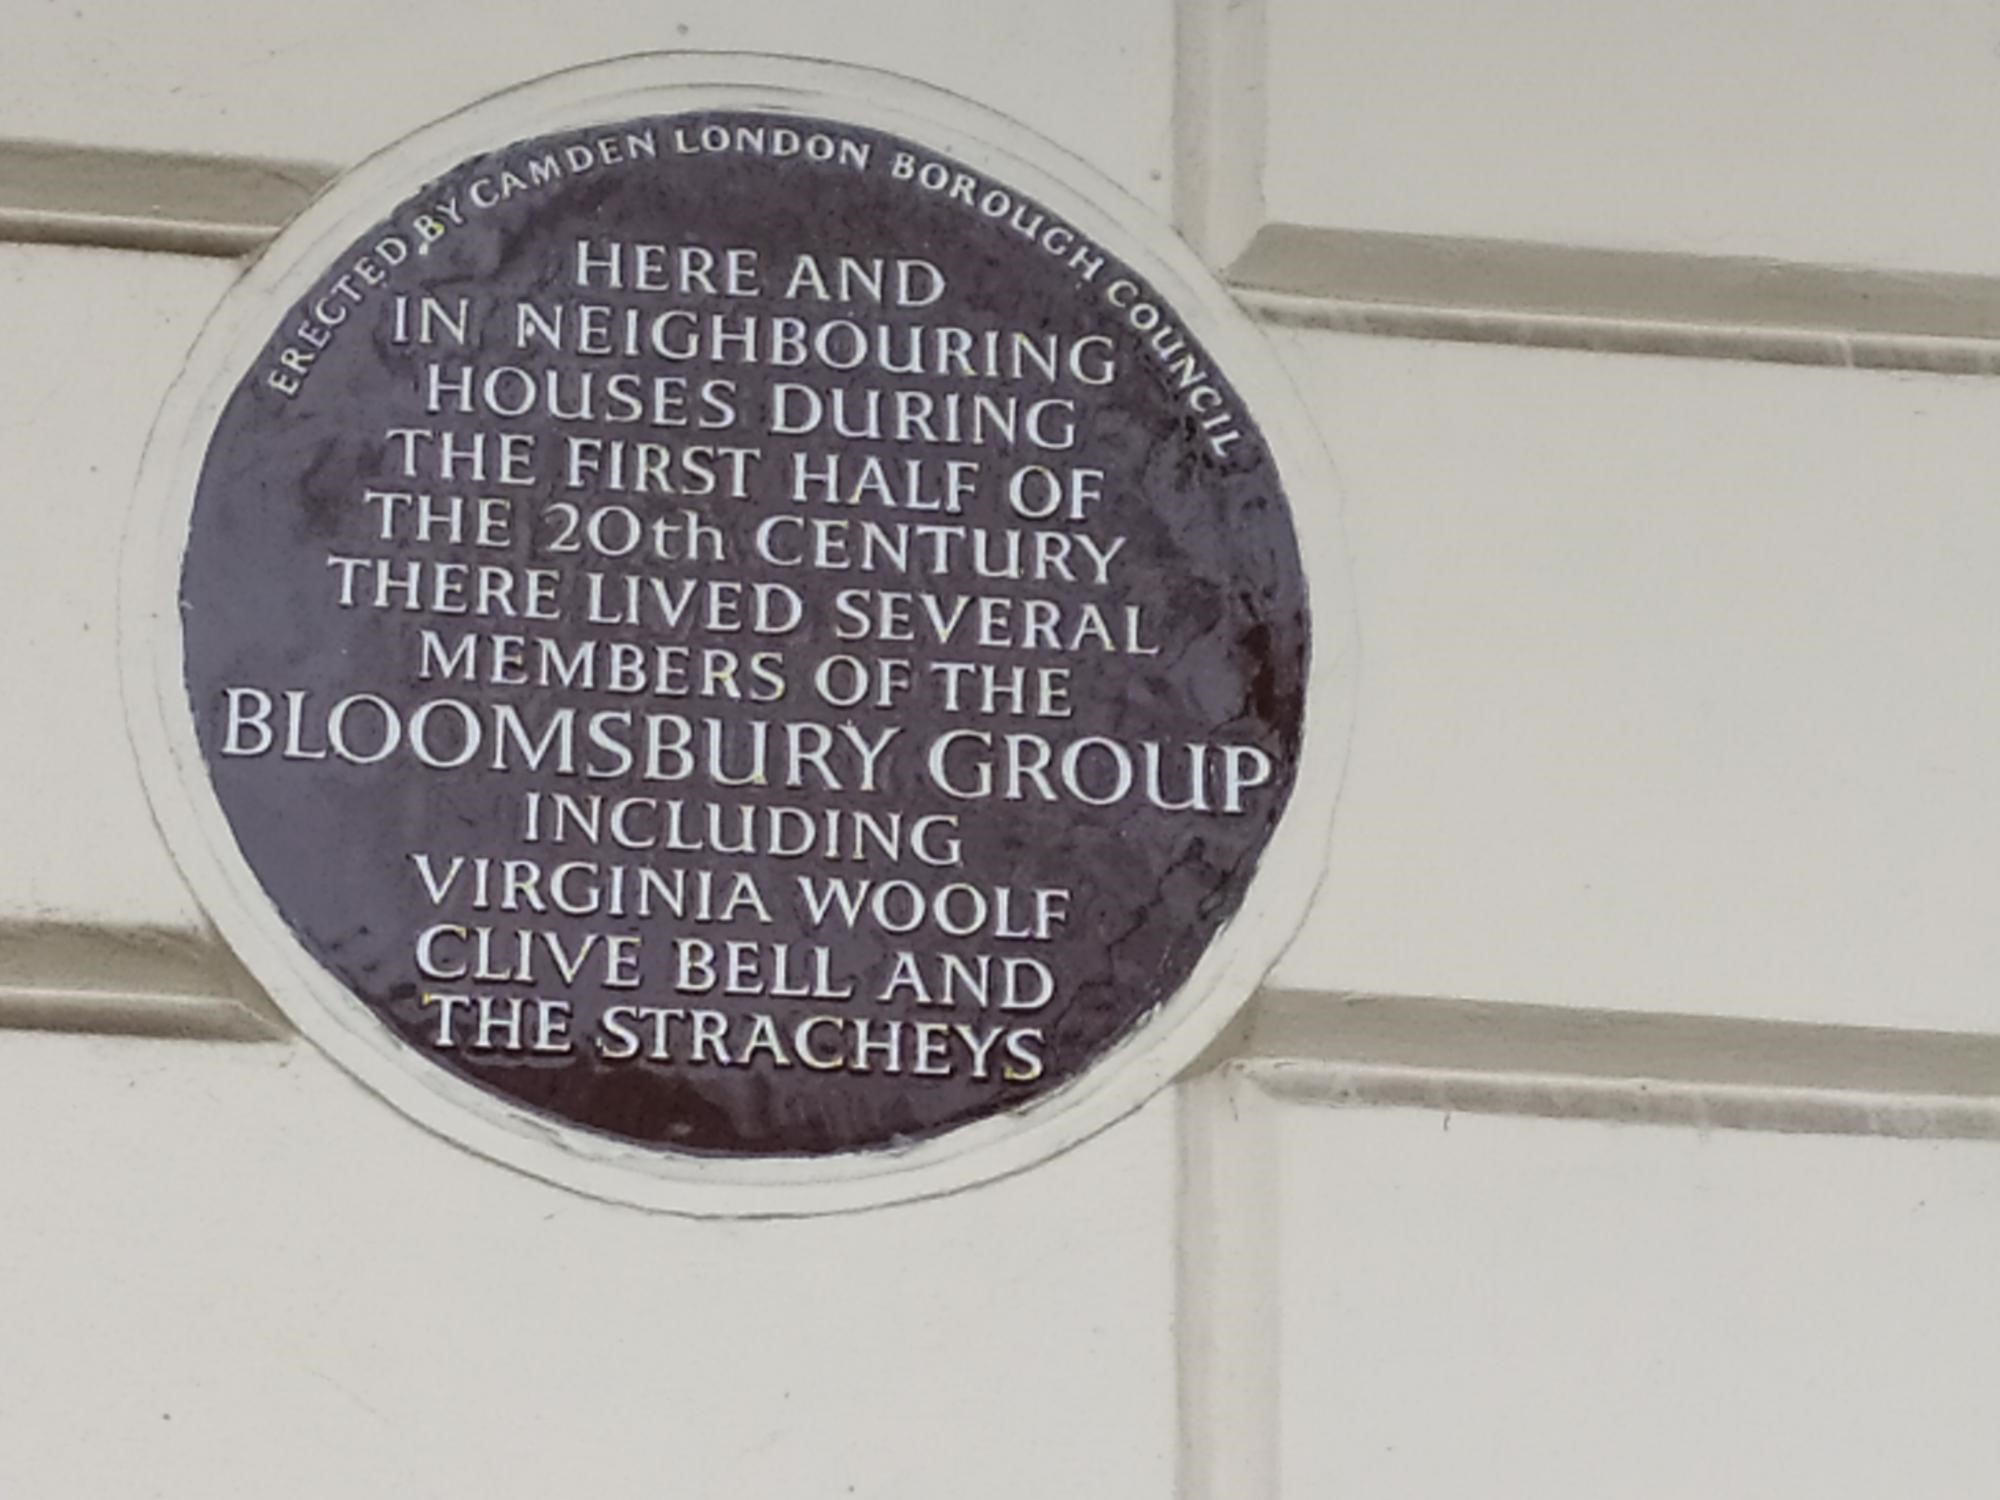 ERECTED BY CAMDEN LONDON BOROUGH COUNCIL
HERE AND
IN NEIGHBOURING
HOUSES DURING
THE FIRST HALF OF
THE 20th CENTURY
THERE LIVED SEVERAL
MEMBERS OF THE
BLOOMSBURY GROUP
INCLUDING
VIRGINIA WOOLF
CLIVE BELL AND
THE STRACHEYS